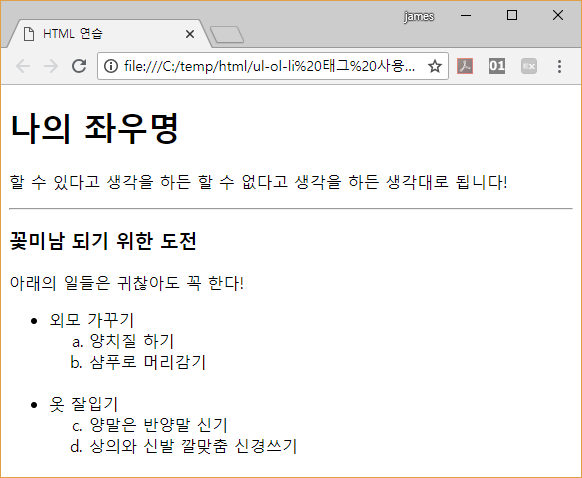 james
HTML 연습
file:///C:/temp/html/ul-ol-li%20태그%20사용...
01
나의 좌우명
할 수 있다고 생각을 하든 할 수 없다고 생각을 하든 생각대로 됩니다!
꽃미남 되기 위한 도전
아래의 일들은 귀찮아도 꼭 한다!
• 외모 가꾸기
a. 양치질 하기
b. 샴푸로 머리감기
• 옷 잘입기
c. 양말은 반양말 신기
d. 상의와 신발 깔맞춤 신경쓰기